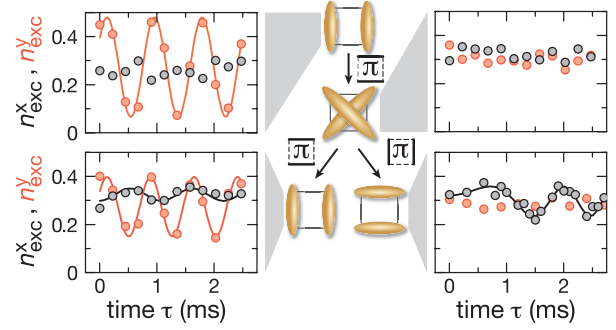 0.4
0.2
0
n^x_exc , n^y_exc
π
π
π
0.4
0.2
0
n^x_exc , n^y_exc
0 1 2
0 1 2
time τ (ms)
time τ (ms)